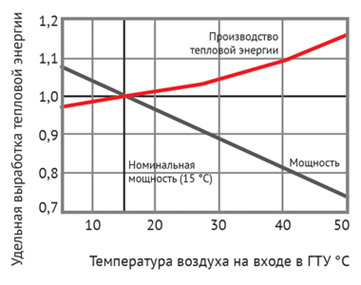 Удельная выработка тепловой энергии
1,2
1,1
1,0
0,9
0,8
0,7
Производство
тепловой энергии
Номинальная
мощность (15 °C)
Мощность
10
20
30
40
50
Температура воздуха на входе в ГТУ °C